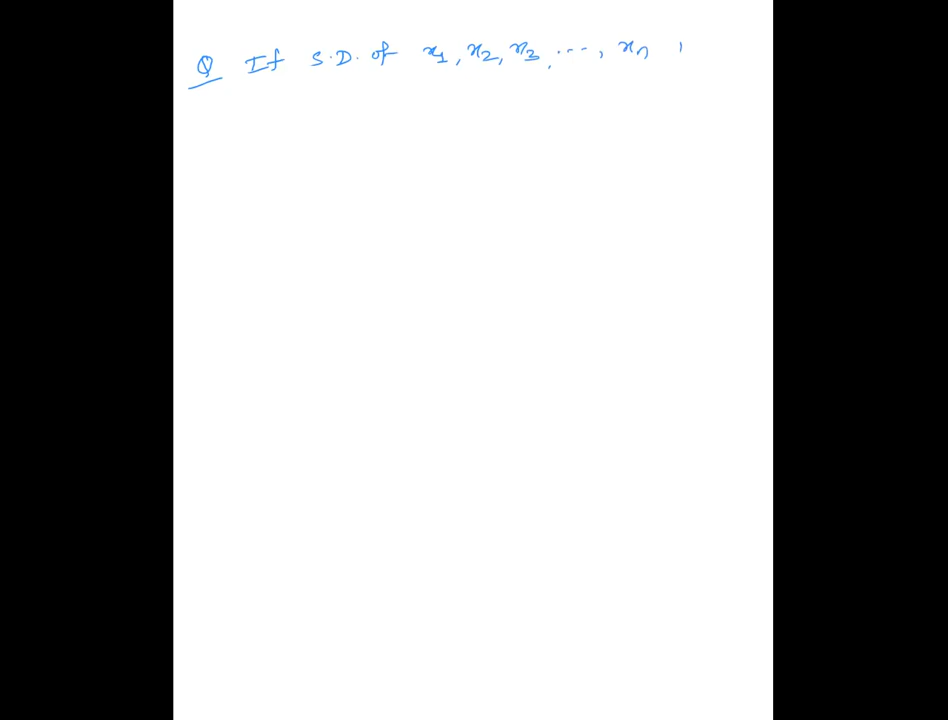 Q If S.D. of x1, x2, x3, ..., xn